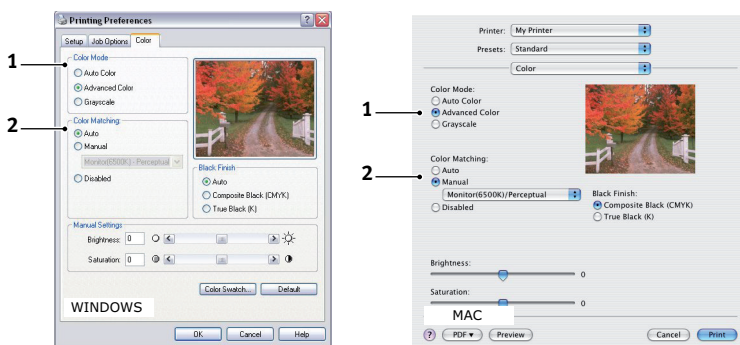 Printing Preferences
Setup Job Options Color
1
Color Mode
Auto Color
Advanced Color
Grayscale
2
Color Matching:
Auto
Manual
Monitor(6500K) - Perceptual
Disabled
Black Finish
Auto
Composite Black (CMYK)
True Black (K)
Manual Settings
Brightness: 0
Saturation: 0
Color Swatch... Default
WINDOWS
OK Cancel Help
Printer: My Printer
Presets: Standard
Color
1
Color Mode:
Auto Color
Advanced Color
Grayscale
2
Color Matching:
Auto
Manual
Monitor(6500K)/Perceptual
Disabled
Black Finish:
Composite Black (CMYK)
True Black (K)
Brightness:
0
Saturation:
0
MAC
? PDF ▾ Preview Cancel Print